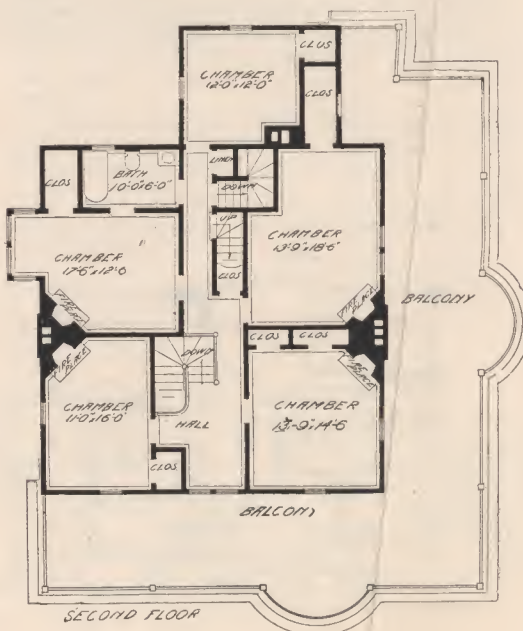 CLOS
CHAMBER
12'-0"x12'-0"
CLOS
LINEN
DOWN
BATH
10'-0"x6'-0"
CLOS
UP
CHAMBER
13'-9"x18'-6"
CHAMBER
17'-6"x12'-6
CLOS
BALCONY
FIRE
PLACE
FIRE
PLACE
CLOS
CLOS
DOWN
FIRE
PLACE
FIRE
PLACE
CHAMBER
11'-0"x16'-0"
HALL
CHAMBER
13'-9"x14'-6
CLOS
BALCONY
SECOND FLOOR